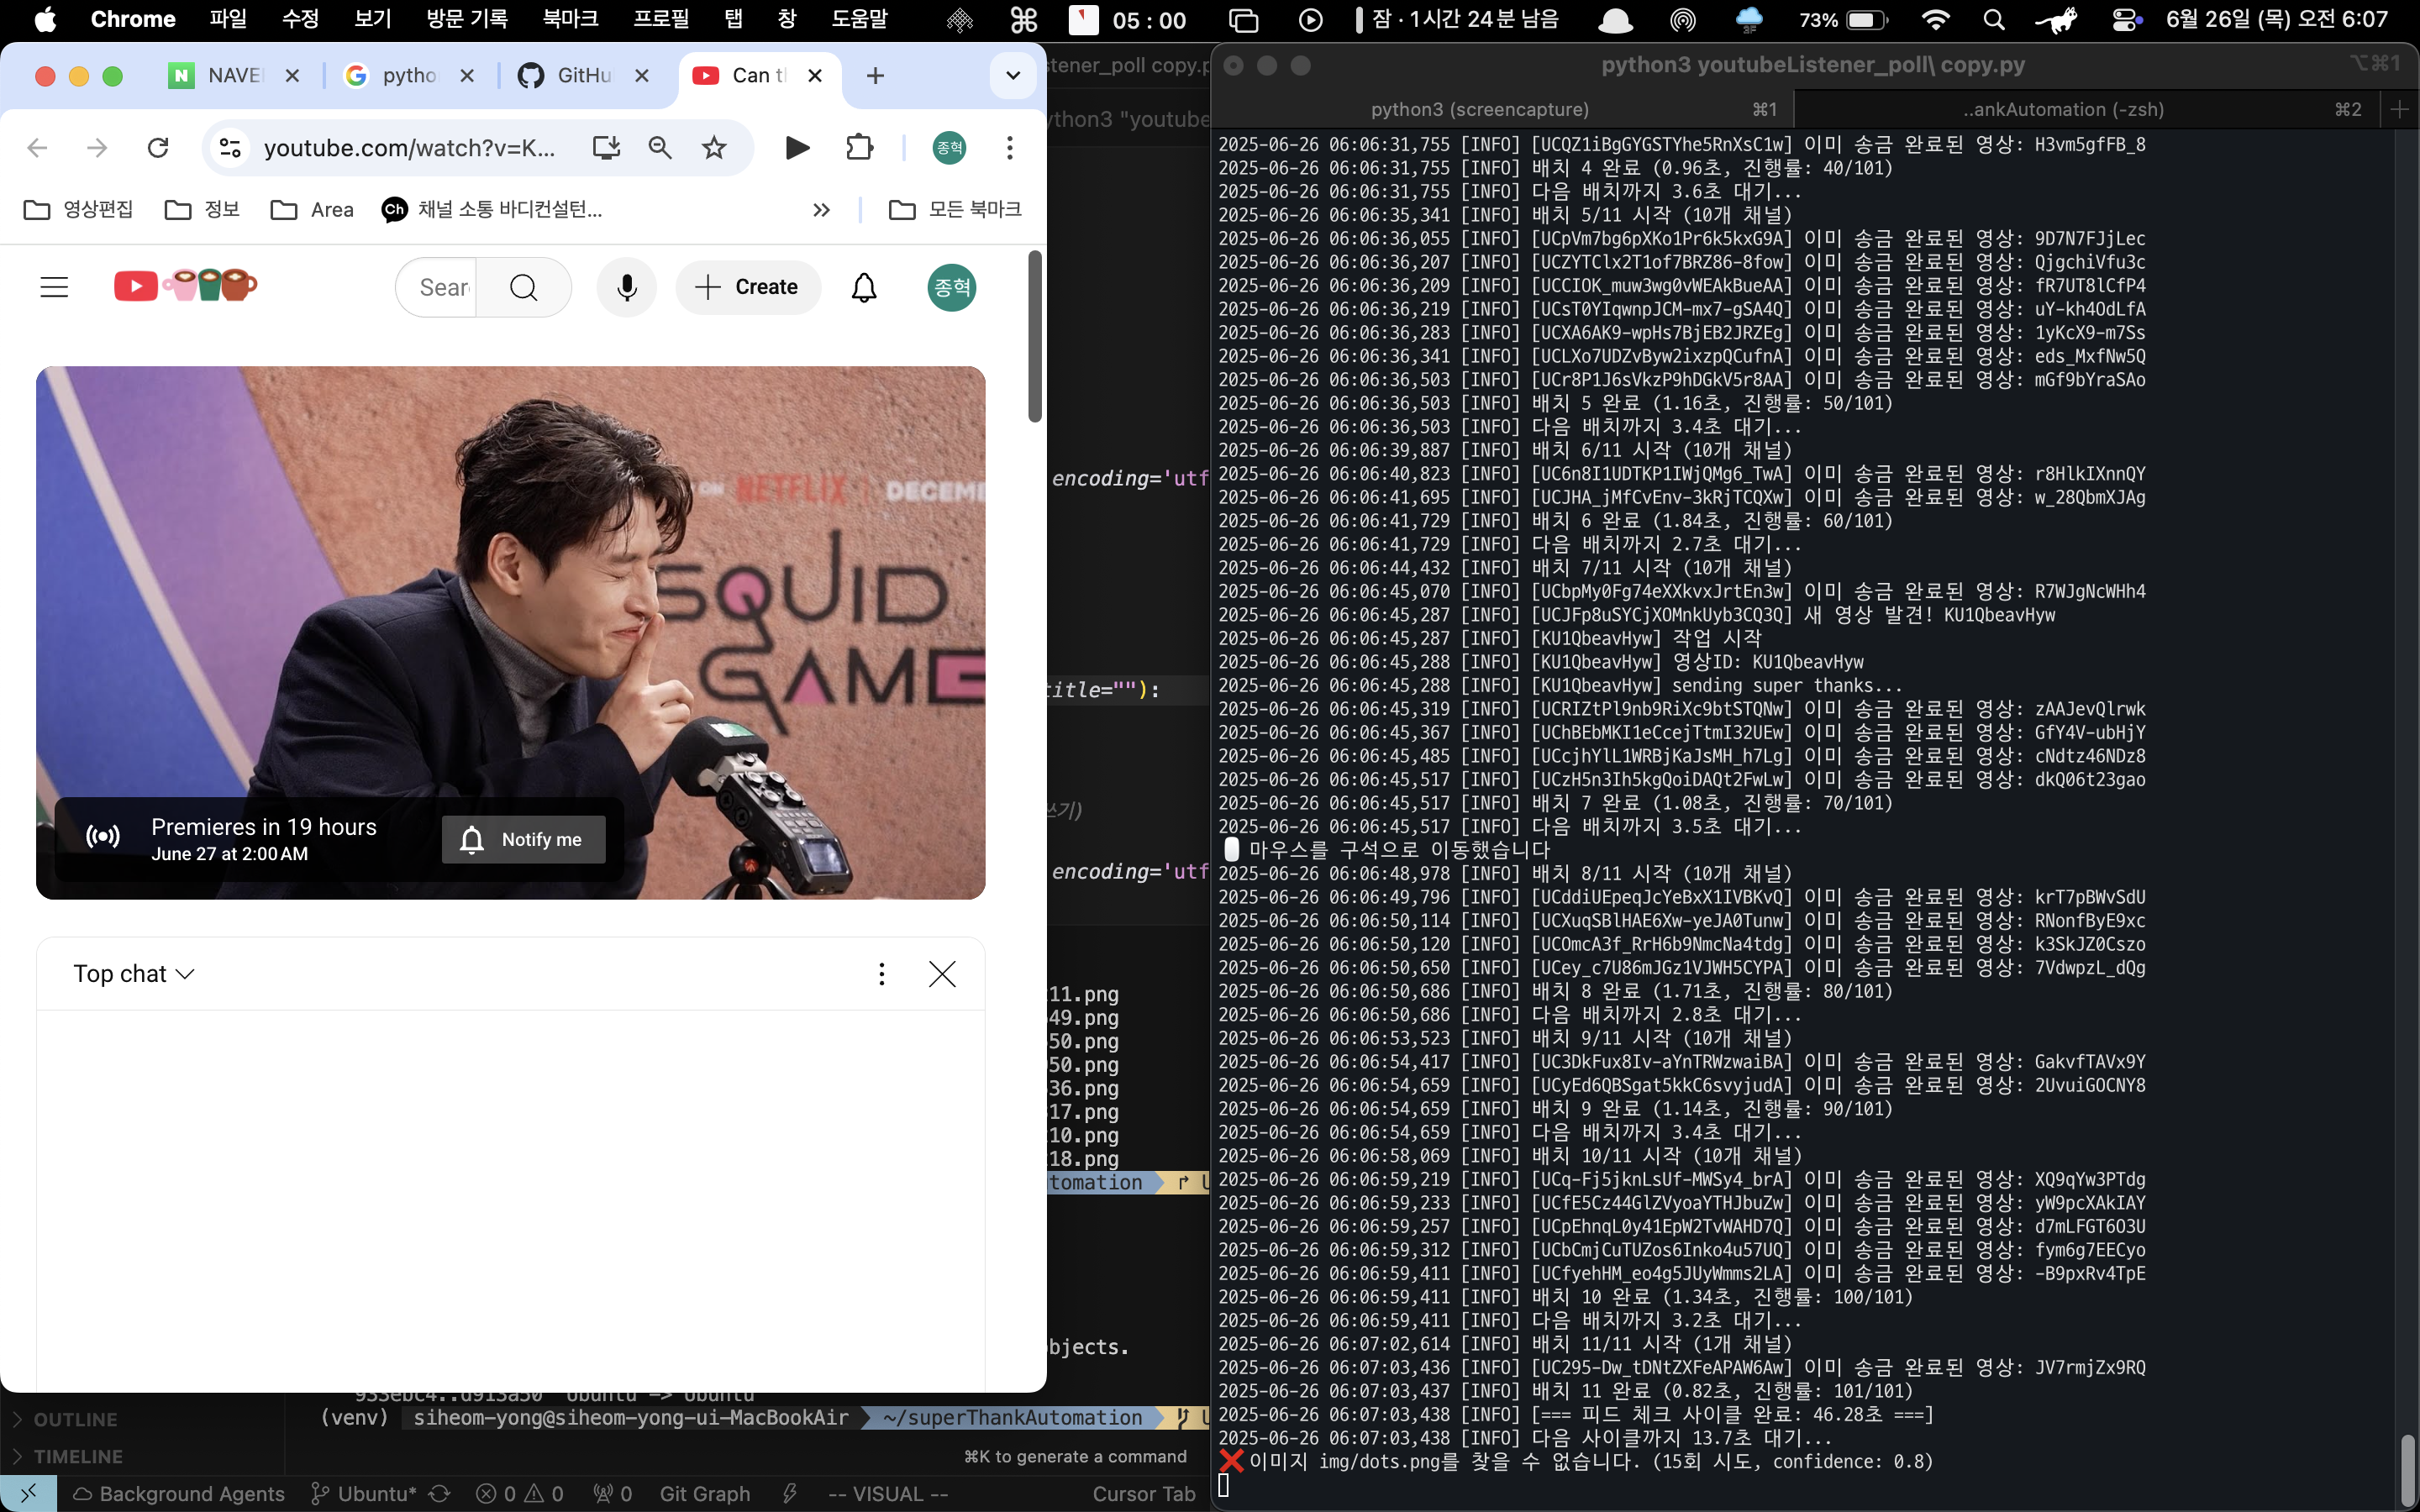 Chrome 파일 수정 보기 방문 기록 북마크 프로필 탭 창 도움말 05 : 00 잠 · 1시간 24분 남음 3F 73% 6월 26일 (목) 오전 6:07
NAVE pytho GitHu Can t
youtube.com/watch?v=K... 종혁
영상편집 정보 Area Ch 채널 소통 바디컨설턴... » 모든 북마크
Sear Create 종혁
NETFLIX DECEM
SQUID
GAME
Premieres in 19 hours
June 27 at 2:00 AM
Notify me
Top chat
stener_poll copy.p
ython3 "youtube
encoding='utf
title=""):
쓰기)
encoding='utf
11.png
49.png
50.png
50.png
36.png
17.png
10.png
18.png
tomation
bjects.
933ebc4..d913a50 Ubuntu -> Ubuntu
(venv) siheom-yong@siheom-yong-ui-MacBookAir ~/superThankAutomation
⌘K to generate a command
OUTLINE
TIMELINE
Background Agents Ubuntu* 0 0 0 Git Graph -- VISUAL -- Cursor Tab
python3 youtubeListener_poll\ copy.py ⌥⌘1
python3 (screencapture) ⌘1 ..ankAutomation (-zsh) ⌘2
2025-06-26 06:06:31,755 [INFO] [UCQZ1iBgGYGSTYhe5RnXsC1w] 이미 송금 완료된 영상: H3vm5gfFB_8
2025-06-26 06:06:31,755 [INFO] 배치 4 완료 (0.96초, 진행률: 40/101)
2025-06-26 06:06:31,755 [INFO] 다음 배치까지 3.6초 대기...
2025-06-26 06:06:35,341 [INFO] 배치 5/11 시작 (10개 채널)
2025-06-26 06:06:36,055 [INFO] [UCpVm7bg6pXKo1Pr6k5kxG9A] 이미 송금 완료된 영상: 9D7N7FJjLec
2025-06-26 06:06:36,207 [INFO] [UCZYTClx2T1of7BRZ86-8fow] 이미 송금 완료된 영상: QjgchiVfu3c
2025-06-26 06:06:36,209 [INFO] [UCCIOK_muw3wg0vWEAkBueAA] 이미 송금 완료된 영상: fR7UT8lCfP4
2025-06-26 06:06:36,219 [INFO] [UCsT0YIqwnpJCM-mx7-gSA4Q] 이미 송금 완료된 영상: uY-kh4OdLfA
2025-06-26 06:06:36,283 [INFO] [UCXA6AK9-wpHs7BjEB2JRZEg] 이미 송금 완료된 영상: 1yKcX9-m7Ss
2025-06-26 06:06:36,341 [INFO] [UCLXo7UDZvByw2ixzpQCufnA] 이미 송금 완료된 영상: eds_MxfNw5Q
2025-06-26 06:06:36,503 [INFO] [UCr8P1J6sVkzP9hDGkV5r8AA] 이미 송금 완료된 영상: mGf9bYraSAo
2025-06-26 06:06:36,503 [INFO] 배치 5 완료 (1.16초, 진행률: 50/101)
2025-06-26 06:06:36,503 [INFO] 다음 배치까지 3.4초 대기...
2025-06-26 06:06:39,887 [INFO] 배치 6/11 시작 (10개 채널)
2025-06-26 06:06:40,823 [INFO] [UC6n8I1UDTKP1IWjQMg6_TwA] 이미 송금 완료된 영상: r8HlkIXnnQY
2025-06-26 06:06:41,695 [INFO] [UCJHA_jMfCvEnv-3kRjTCQXw] 이미 송금 완료된 영상: w_28QbmXJAg
2025-06-26 06:06:41,729 [INFO] 배치 6 완료 (1.84초, 진행률: 60/101)
2025-06-26 06:06:41,729 [INFO] 다음 배치까지 2.7초 대기...
2025-06-26 06:06:44,432 [INFO] 배치 7/11 시작 (10개 채널)
2025-06-26 06:06:45,070 [INFO] [UCbpMy0Fg74eXXkvxJrtEn3w] 이미 송금 완료된 영상: R7WJgNcWHh4
2025-06-26 06:06:45,287 [INFO] [UCJFp8uSYCjXOMnkUyb3CQ3Q] 새 영상 발견! KU1QbeavHyw
2025-06-26 06:06:45,287 [INFO] [KU1QbeavHyw] 작업 시작
2025-06-26 06:06:45,288 [INFO] [KU1QbeavHyw] 영상ID: KU1QbeavHyw
2025-06-26 06:06:45,288 [INFO] [KU1QbeavHyw] sending super thanks...
2025-06-26 06:06:45,319 [INFO] [UCRIZtPl9nb9RiXc9btSTQNw] 이미 송금 완료된 영상: zAAJevQlrwk
2025-06-26 06:06:45,367 [INFO] [UChBEbMKI1eCcejTtmI32UEw] 이미 송금 완료된 영상: GfY4V-ubHjY
2025-06-26 06:06:45,485 [INFO] [UCcjhYlL1WRBjKaJsMH_h7Lg] 이미 송금 완료된 영상: cNdtz46NDz8
2025-06-26 06:06:45,517 [INFO] [UCzH5n3Ih5kgQoiDAQt2FwLw] 이미 송금 완료된 영상: dkQ06t23gao
2025-06-26 06:06:45,517 [INFO] 배치 7 완료 (1.08초, 진행률: 70/101)
2025-06-26 06:06:45,517 [INFO] 다음 배치까지 3.5초 대기...
마우스를 구석으로 이동했습니다
2025-06-26 06:06:48,978 [INFO] 배치 8/11 시작 (10개 채널)
2025-06-26 06:06:49,796 [INFO] [UCddiUEpeqJcYeBxX1IVBKvQ] 이미 송금 완료된 영상: krT7pBWvSdU
2025-06-26 06:06:50,114 [INFO] [UCXuqSBlHAE6Xw-yeJA0Tunw] 이미 송금 완료된 영상: RNonfByE9xc
2025-06-26 06:06:50,120 [INFO] [UCOmcA3f_RrH6b9NmcNa4tdg] 이미 송금 완료된 영상: k3SkJZ0Cszo
2025-06-26 06:06:50,650 [INFO] [UCey_c7U86mJGz1VJWH5CYPA] 이미 송금 완료된 영상: 7VdwpzL_dQg
2025-06-26 06:06:50,686 [INFO] 배치 8 완료 (1.71초, 진행률: 80/101)
2025-06-26 06:06:50,686 [INFO] 다음 배치까지 2.8초 대기...
2025-06-26 06:06:53,523 [INFO] 배치 9/11 시작 (10개 채널)
2025-06-26 06:06:54,417 [INFO] [UC3DkFux8Iv-aYnTRWzwaiBA] 이미 송금 완료된 영상: GakvfTAVx9Y
2025-06-26 06:06:54,659 [INFO] [UCyEd6QBSgat5kkC6svyjudA] 이미 송금 완료된 영상: 2UvuiGOCNY8
2025-06-26 06:06:54,659 [INFO] 배치 9 완료 (1.14초, 진행률: 90/101)
2025-06-26 06:06:54,659 [INFO] 다음 배치까지 3.4초 대기...
2025-06-26 06:06:58,069 [INFO] 배치 10/11 시작 (10개 채널)
2025-06-26 06:06:59,219 [INFO] [UCq-Fj5jknLsUf-MWSy4_brA] 이미 송금 완료된 영상: XQ9qYw3PTdg
2025-06-26 06:06:59,233 [INFO] [UCfE5Cz44GlZVyoaYTHJbuZw] 이미 송금 완료된 영상: yW9pcXAkIAY
2025-06-26 06:06:59,257 [INFO] [UCpEhnqL0y41EpW2TvWAHD7Q] 이미 송금 완료된 영상: d7mLFGT6O3U
2025-06-26 06:06:59,312 [INFO] [UCbCmjCuTUZos6Inko4u57UQ] 이미 송금 완료된 영상: fym6g7EECyo
2025-06-26 06:06:59,411 [INFO] [UCfyehHM_eo4g5JUyWmms2LA] 이미 송금 완료된 영상: -B9pxRv4TpE
2025-06-26 06:06:59,411 [INFO] 배치 10 완료 (1.34초, 진행률: 100/101)
2025-06-26 06:06:59,411 [INFO] 다음 배치까지 3.2초 대기...
2025-06-26 06:07:02,614 [INFO] 배치 11/11 시작 (1개 채널)
2025-06-26 06:07:03,436 [INFO] [UC295-Dw_tDNtZXFeAPAW6Aw] 이미 송금 완료된 영상: JV7rmjZx9RQ
2025-06-26 06:07:03,437 [INFO] 배치 11 완료 (0.82초, 진행률: 101/101)
2025-06-26 06:07:03,438 [INFO] [=== 피드 체크 사이클 완료: 46.28초 ===]
2025-06-26 06:07:03,438 [INFO] 다음 사이클까지 13.7초 대기...
❌ 이미지 img/dots.png를 찾을 수 없습니다. (15회 시도, confidence: 0.8)